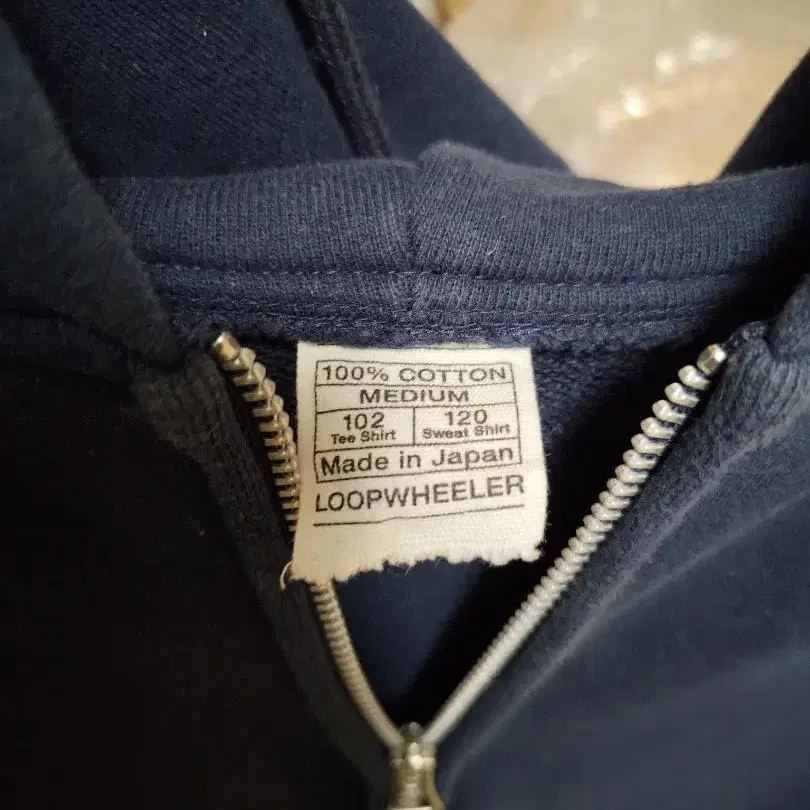 100% COTTON
MEDIUM
102 120
Tee Shirt Sweat Shirt
Made in Japan
LOOPWHEELER